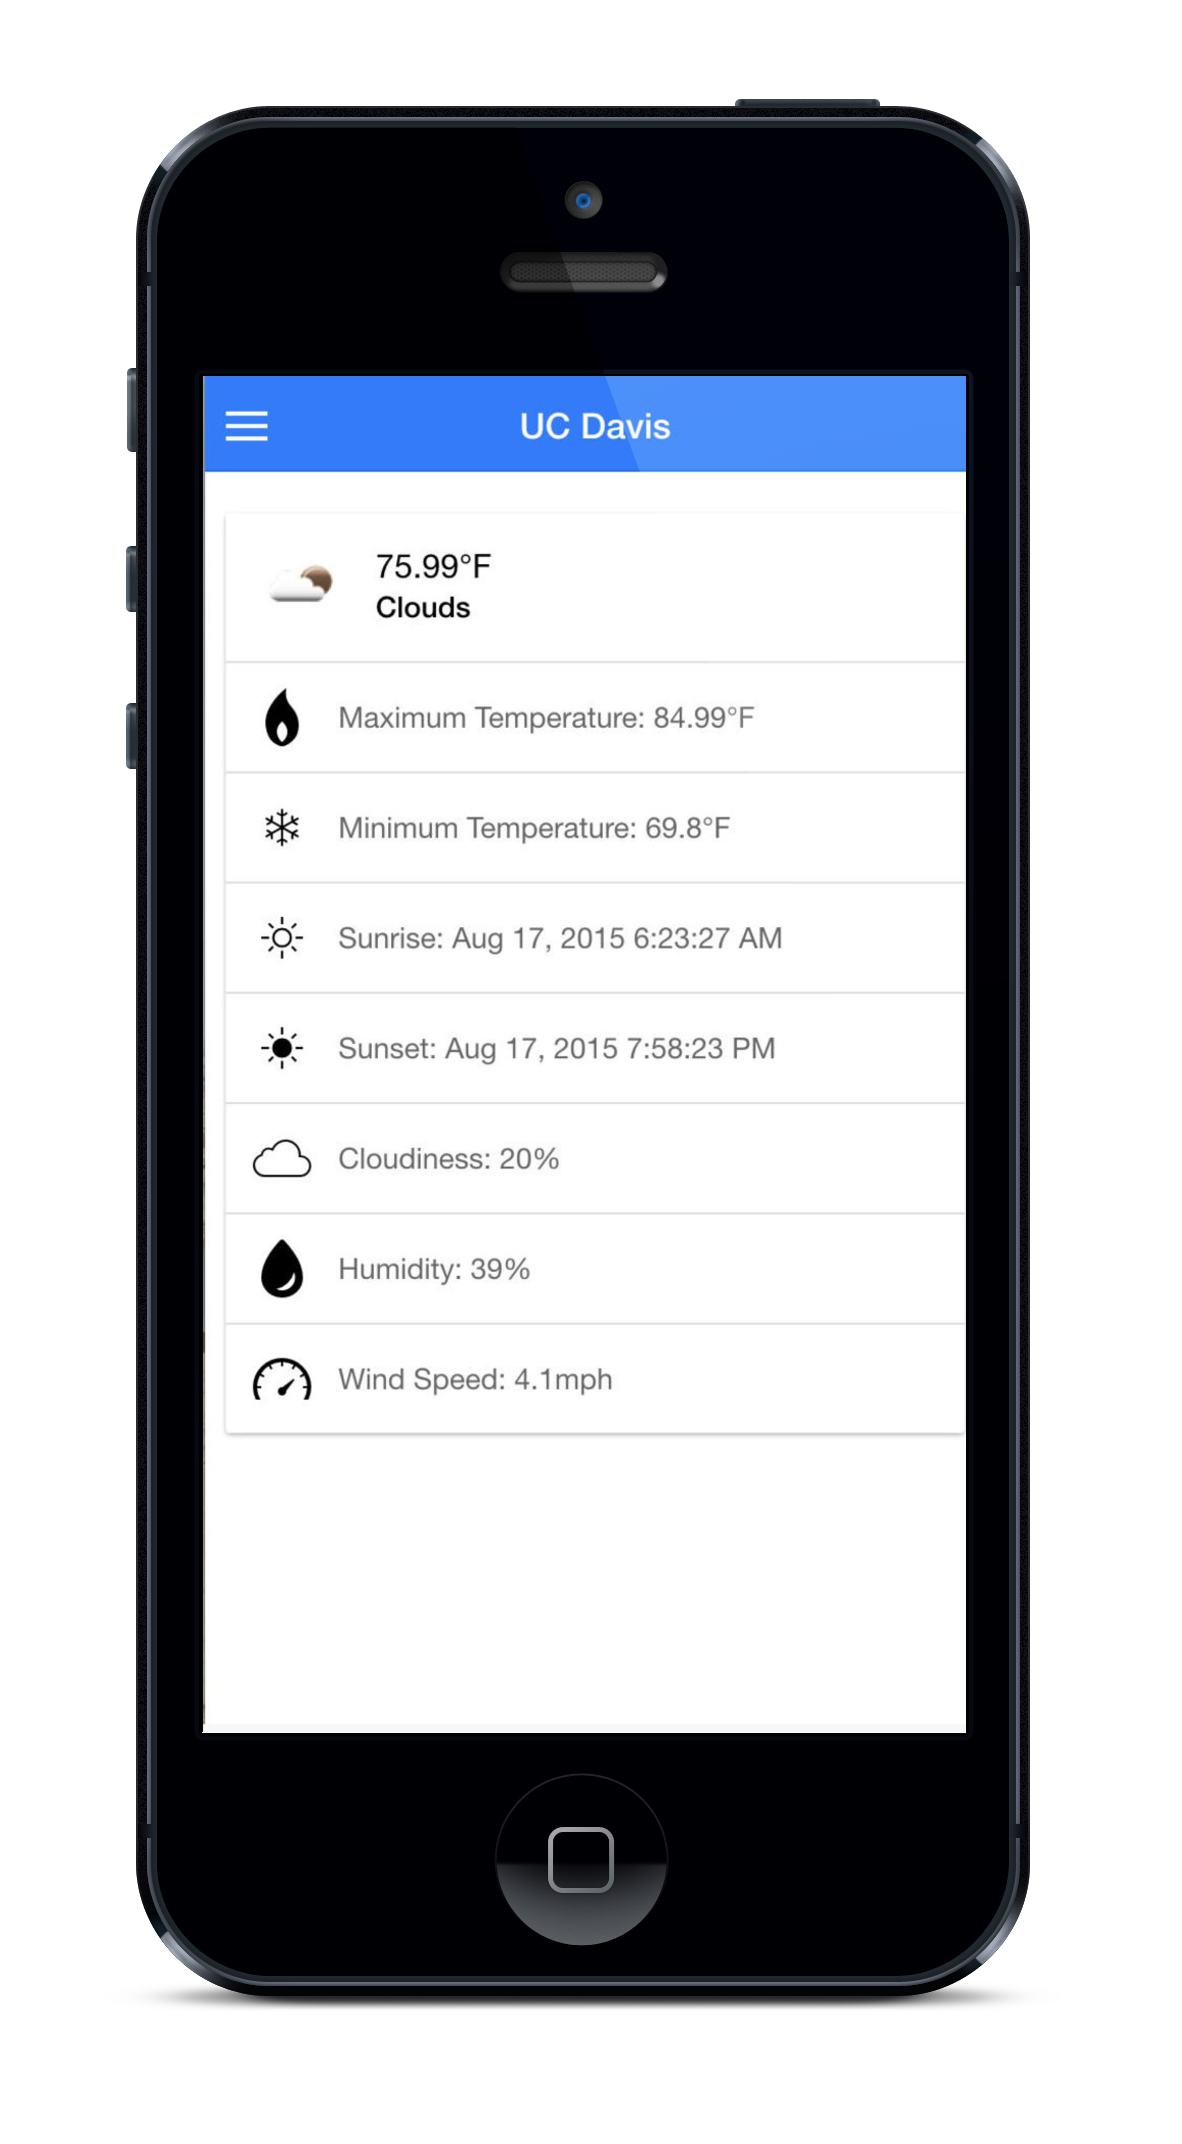 UC Davis
75.99°F
Clouds
Maximum Temperature: 84.99°F
Minimum Temperature: 69.8°F
Sunrise: Aug 17, 2015 6:23:27 AM
Sunset: Aug 17, 2015 7:58:23 PM
Cloudiness: 20%
Humidity: 39%
Wind Speed: 4.1mph